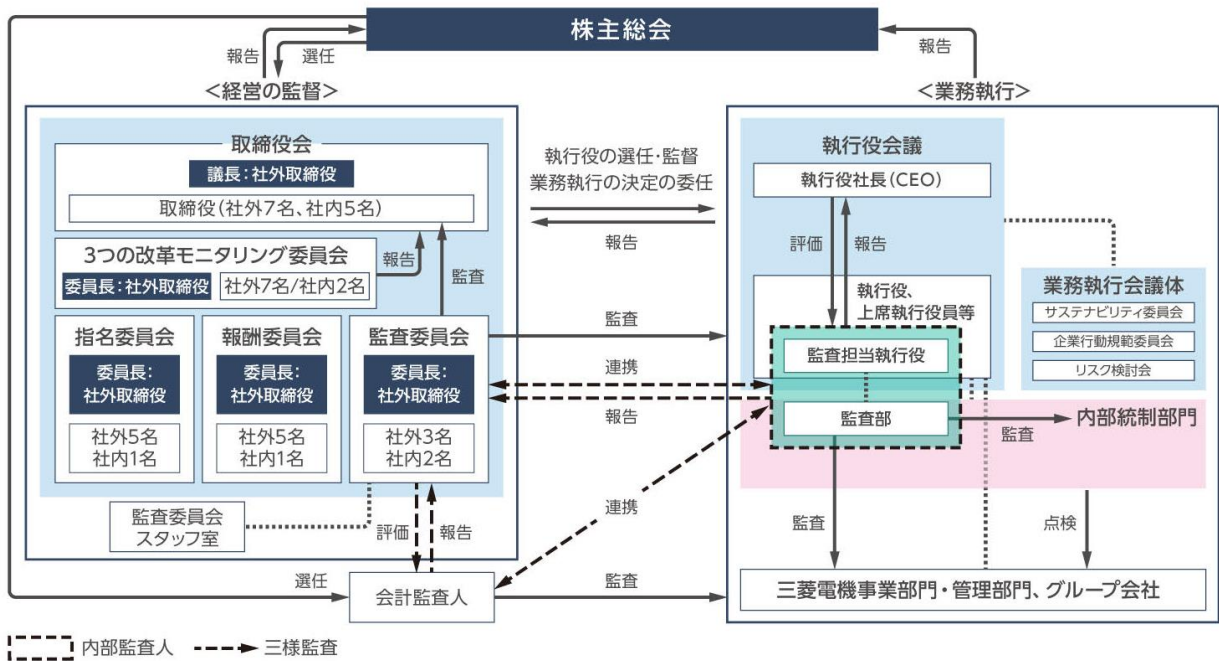 株主総会
報告
選任
報告
<経営の監督>
<業務執行>
取締役会
議長：社外取締役
取締役(社外7名、社内5名)
3つの改革モニタリング委員会
委員長：社外取締役
社外7名/社内2名
報告
監査
指名委員会
委員長：
社外取締役
社外5名
社内1名
報酬委員会
委員長：
社外取締役
社外5名
社内1名
監査委員会
委員長：
社外取締役
社外3名
社内2名
監査委員会
スタッフ室
評価
報告
選任
会計監査人
監査
執行役の選任・監督
業務執行の決定の委任
報告
監査
連携
報告
連携
執行役会議
執行役社長(CEO)
評価
報告
執行役、
上席執行役員等
監査担当執行役
監査部
監査
内部統制部門
業務執行会議体
サステナビリティ委員会
企業行動規範委員会
リスク検討会
監査
点検
三菱電機事業部門・管理部門、グループ会社
内部監査人
三様監査